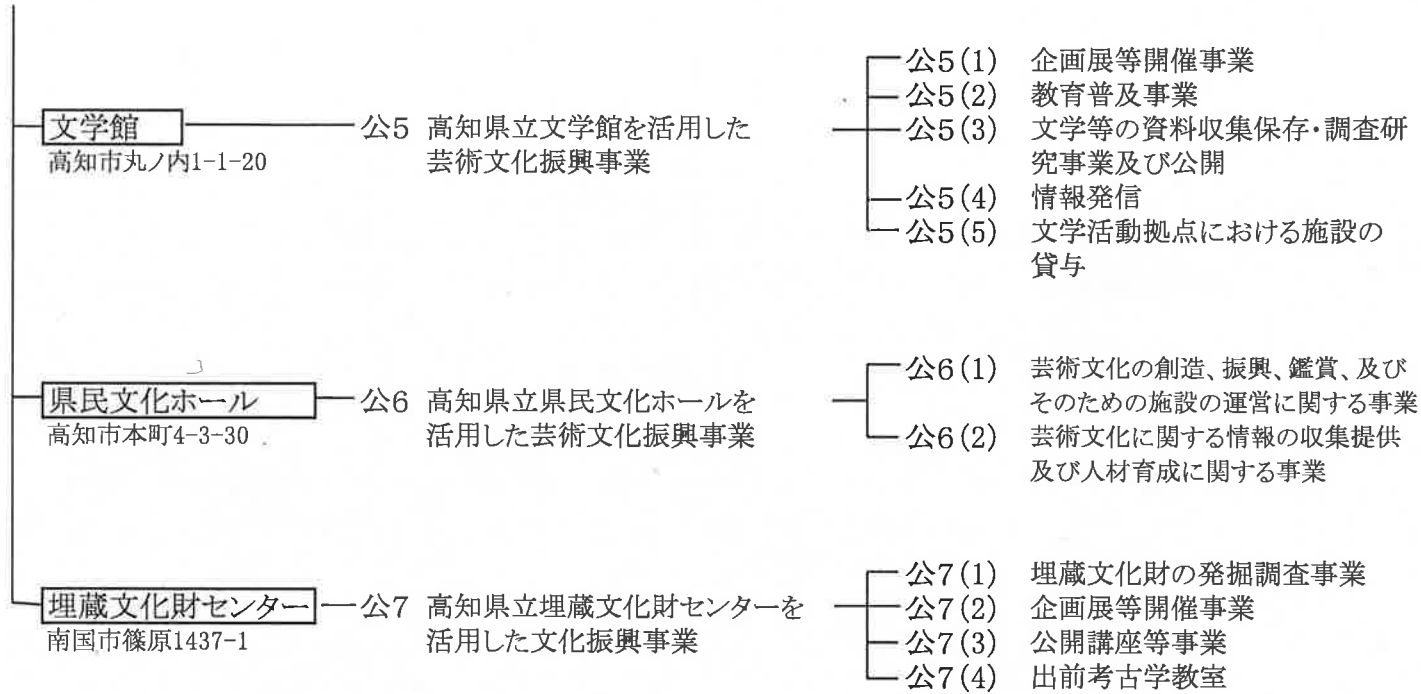 公5(1) 企画展等開催事業
公5(2) 教育普及事業
文学館 公5 高知県立文学館を活用した 公5(3) 文学等の資料収集保存・調査研
高知市丸ノ内1-1-20 芸術文化振興事業 究事業及び公開
公5(4) 情報発信
公5(5) 文学活動拠点における施設の
貸与
公6(1) 芸術文化の創造、振興、鑑賞、及び
県民文化ホール 公6 高知県立県民文化ホールを そのための施設の運営に関する事業
高知市本町4-3-30 活用した芸術文化振興事業 公6(2) 芸術文化に関する情報の収集提供
及び人材育成に関する事業
公7(1) 埋蔵文化財の発掘調査事業
埋蔵文化財センター 公7 高知県立埋蔵文化財センターを 公7(2) 企画展等開催事業
南国市篠原1437-1 活用した文化振興事業 公7(3) 公開講座等事業
公7(4) 出前考古学教室